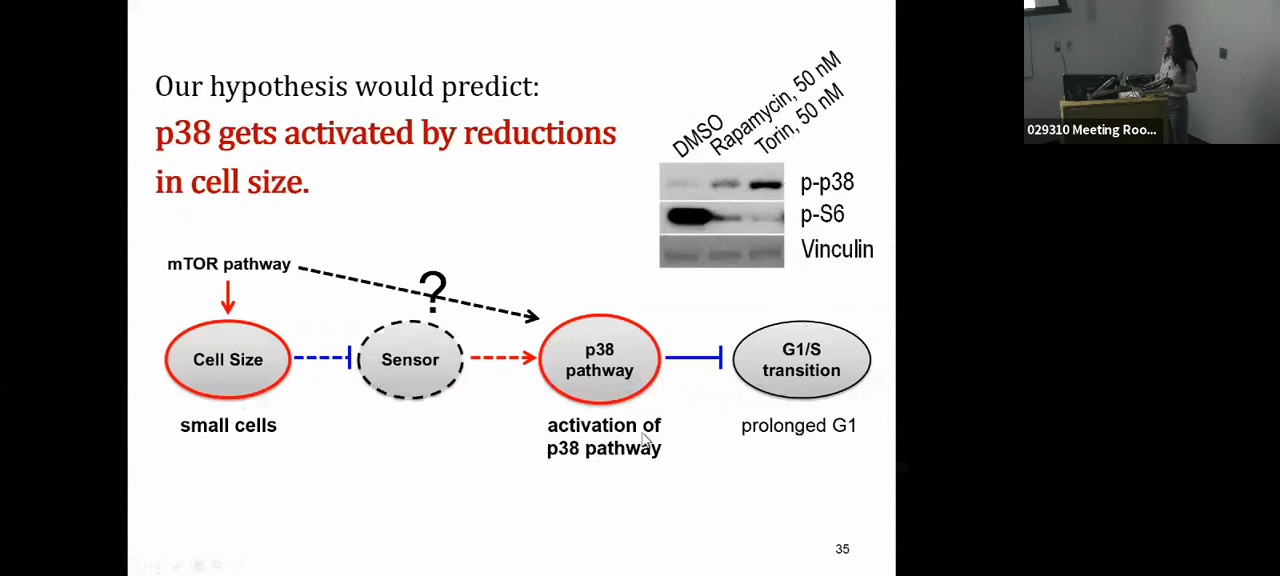 Our hypothesis would predict:
p38 gets activated by reductions
in cell size.
DMSO
Rapamycin, 50 nM
Torin, 50 nM
p-p38
p-S6
Vinculin
mTOR pathway
?
Cell Size
Sensor
p38
pathway
G1/S
transition
small cells
activation of
p38 pathway
prolonged G1
35
029310 Meeting Roo...